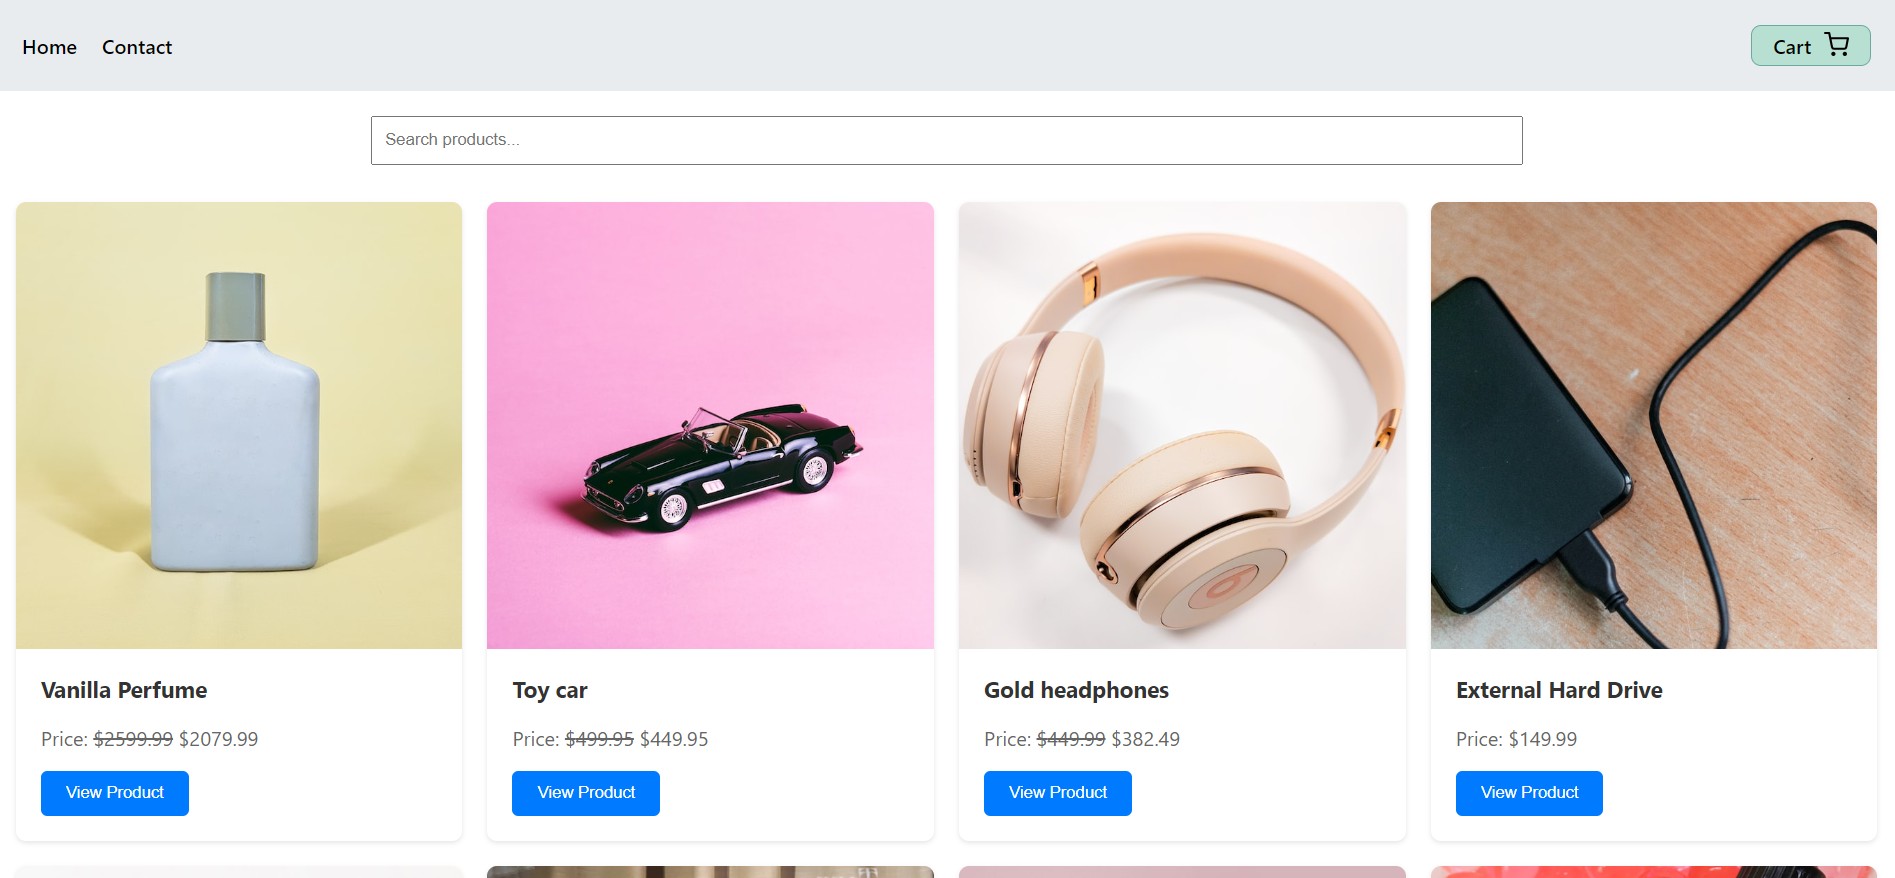 Home Contact Cart
Search products...
Vanilla Perfume
Price: $2599.99 $2079.99
View Product
Toy car
Price: $499.95 $449.95
View Product
Gold headphones
Price: $449.99 $382.49
View Product
External Hard Drive
Price: $149.99
View Product